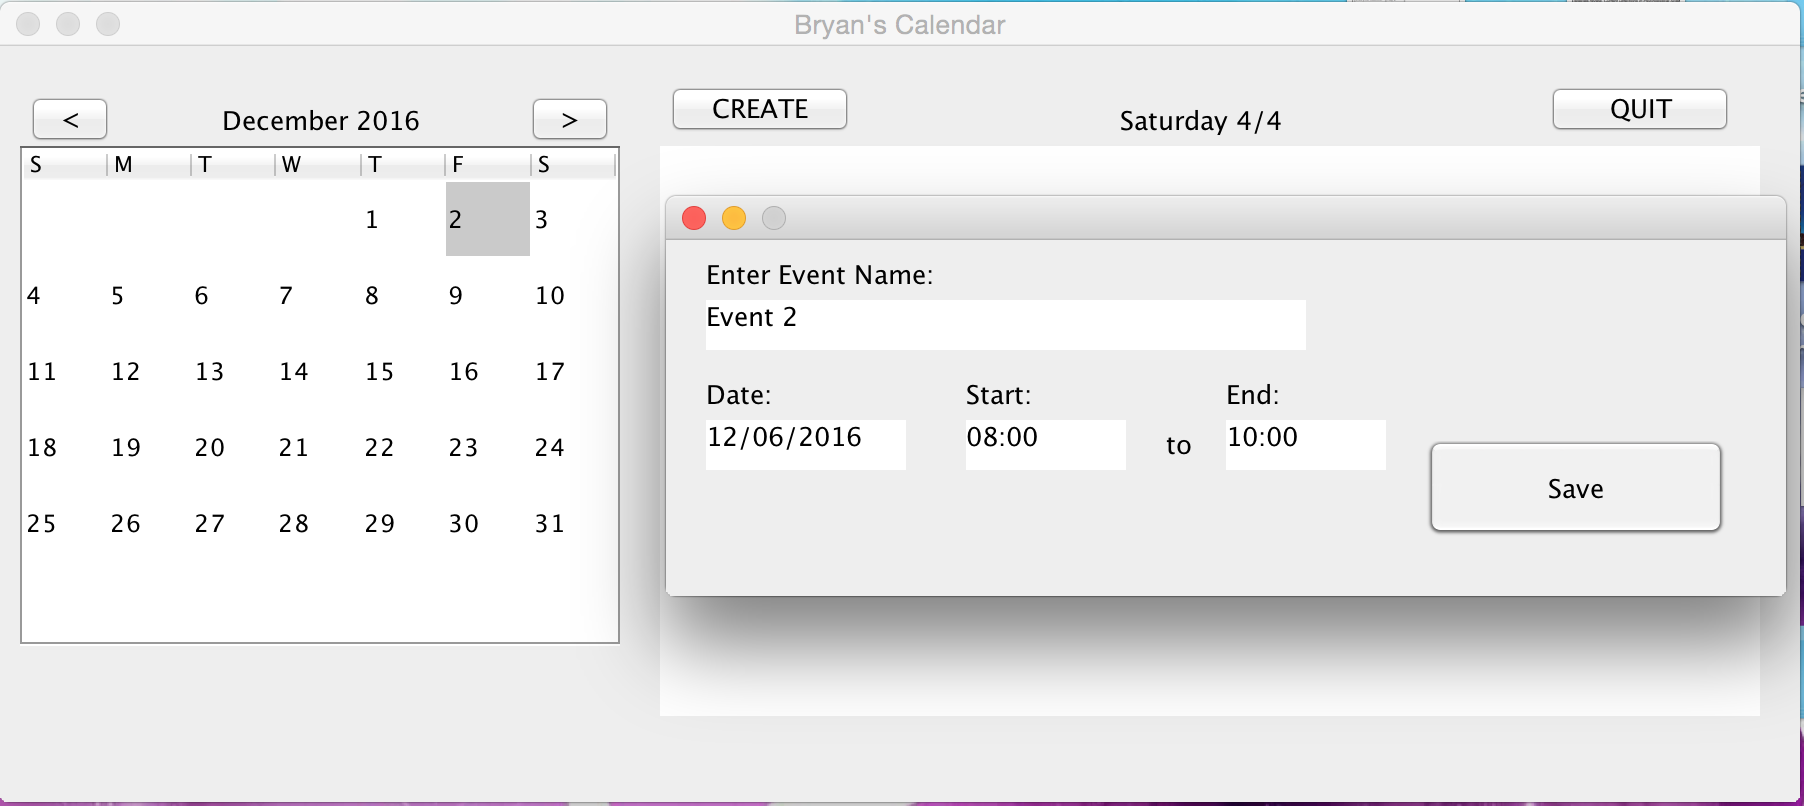 Bryan's Calendar
< December 2016 >
S M T W T F S
1 2 3
4 5 6 7 8 9 10
11 12 13 14 15 16 17
18 19 20 21 22 23 24
25 26 27 28 29 30 31
CREATE Saturday 4/4 QUIT
Enter Event Name:
Event 2
Date: Start: End:
12/06/2016 08:00 to 10:00
Save